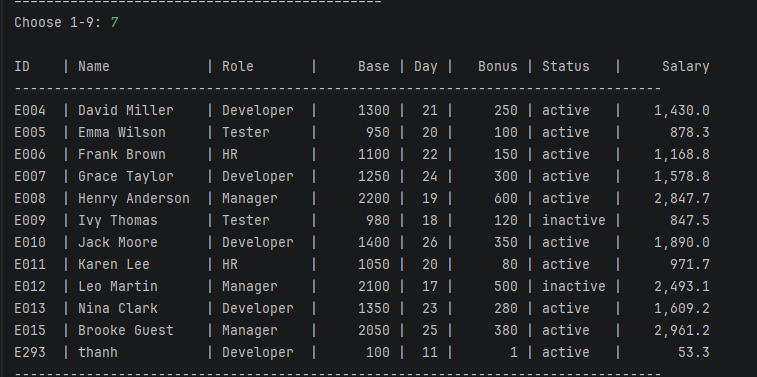 ----------------------------------------------
Choose 1-9: 7
ID    | Name            | Role       |     Base | Day |   Bonus | Status   |     Salary
---------------------------------------------------------------------------------
E004  | David Miller    | Developer  |     1300 |  21 |     250 | active   |    1,430.0
E005  | Emma Wilson     | Tester     |      950 |  20 |     100 | active   |      878.3
E006  | Frank Brown     | HR         |     1100 |  22 |     150 | active   |    1,168.8
E007  | Grace Taylor    | Developer  |     1250 |  24 |     300 | active   |    1,578.8
E008  | Henry Anderson  | Manager    |     2200 |  19 |     600 | active   |    2,847.7
E009  | Ivy Thomas      | Tester     |      980 |  18 |     120 | inactive |      847.5
E010  | Jack Moore      | Developer  |     1400 |  26 |     350 | active   |    1,890.0
E011  | Karen Lee       | HR         |     1050 |  20 |      80 | active   |      971.7
E012  | Leo Martin      | Manager    |     2100 |  17 |     500 | inactive |    2,493.1
E013  | Nina Clark      | Developer  |     1350 |  23 |     280 | active   |    1,609.2
E015  | Brooke Guest    | Manager    |     2050 |  25 |     380 | active   |    2,961.2
E293  | thanh           | Developer  |      100 |  11 |       1 | active   |       53.3
---------------------------------------------------------------------------------